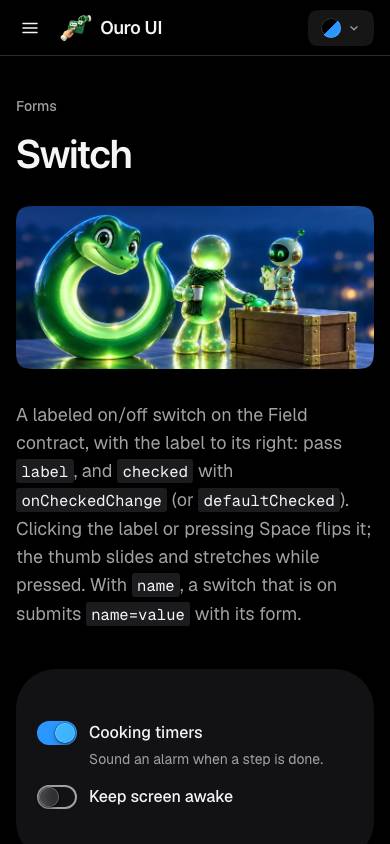 Ouro UI
Forms
Switch
A labeled on/off switch on the Field
contract, with the label to its right: pass
label, and checked with
onCheckedChange (or defaultChecked).
Clicking the label or pressing Space flips it;
the thumb slides and stretches while
pressed. With name, a switch that is on
submits name=value with its form.
Cooking timers
Sound an alarm when a step is done.
Keep screen awake